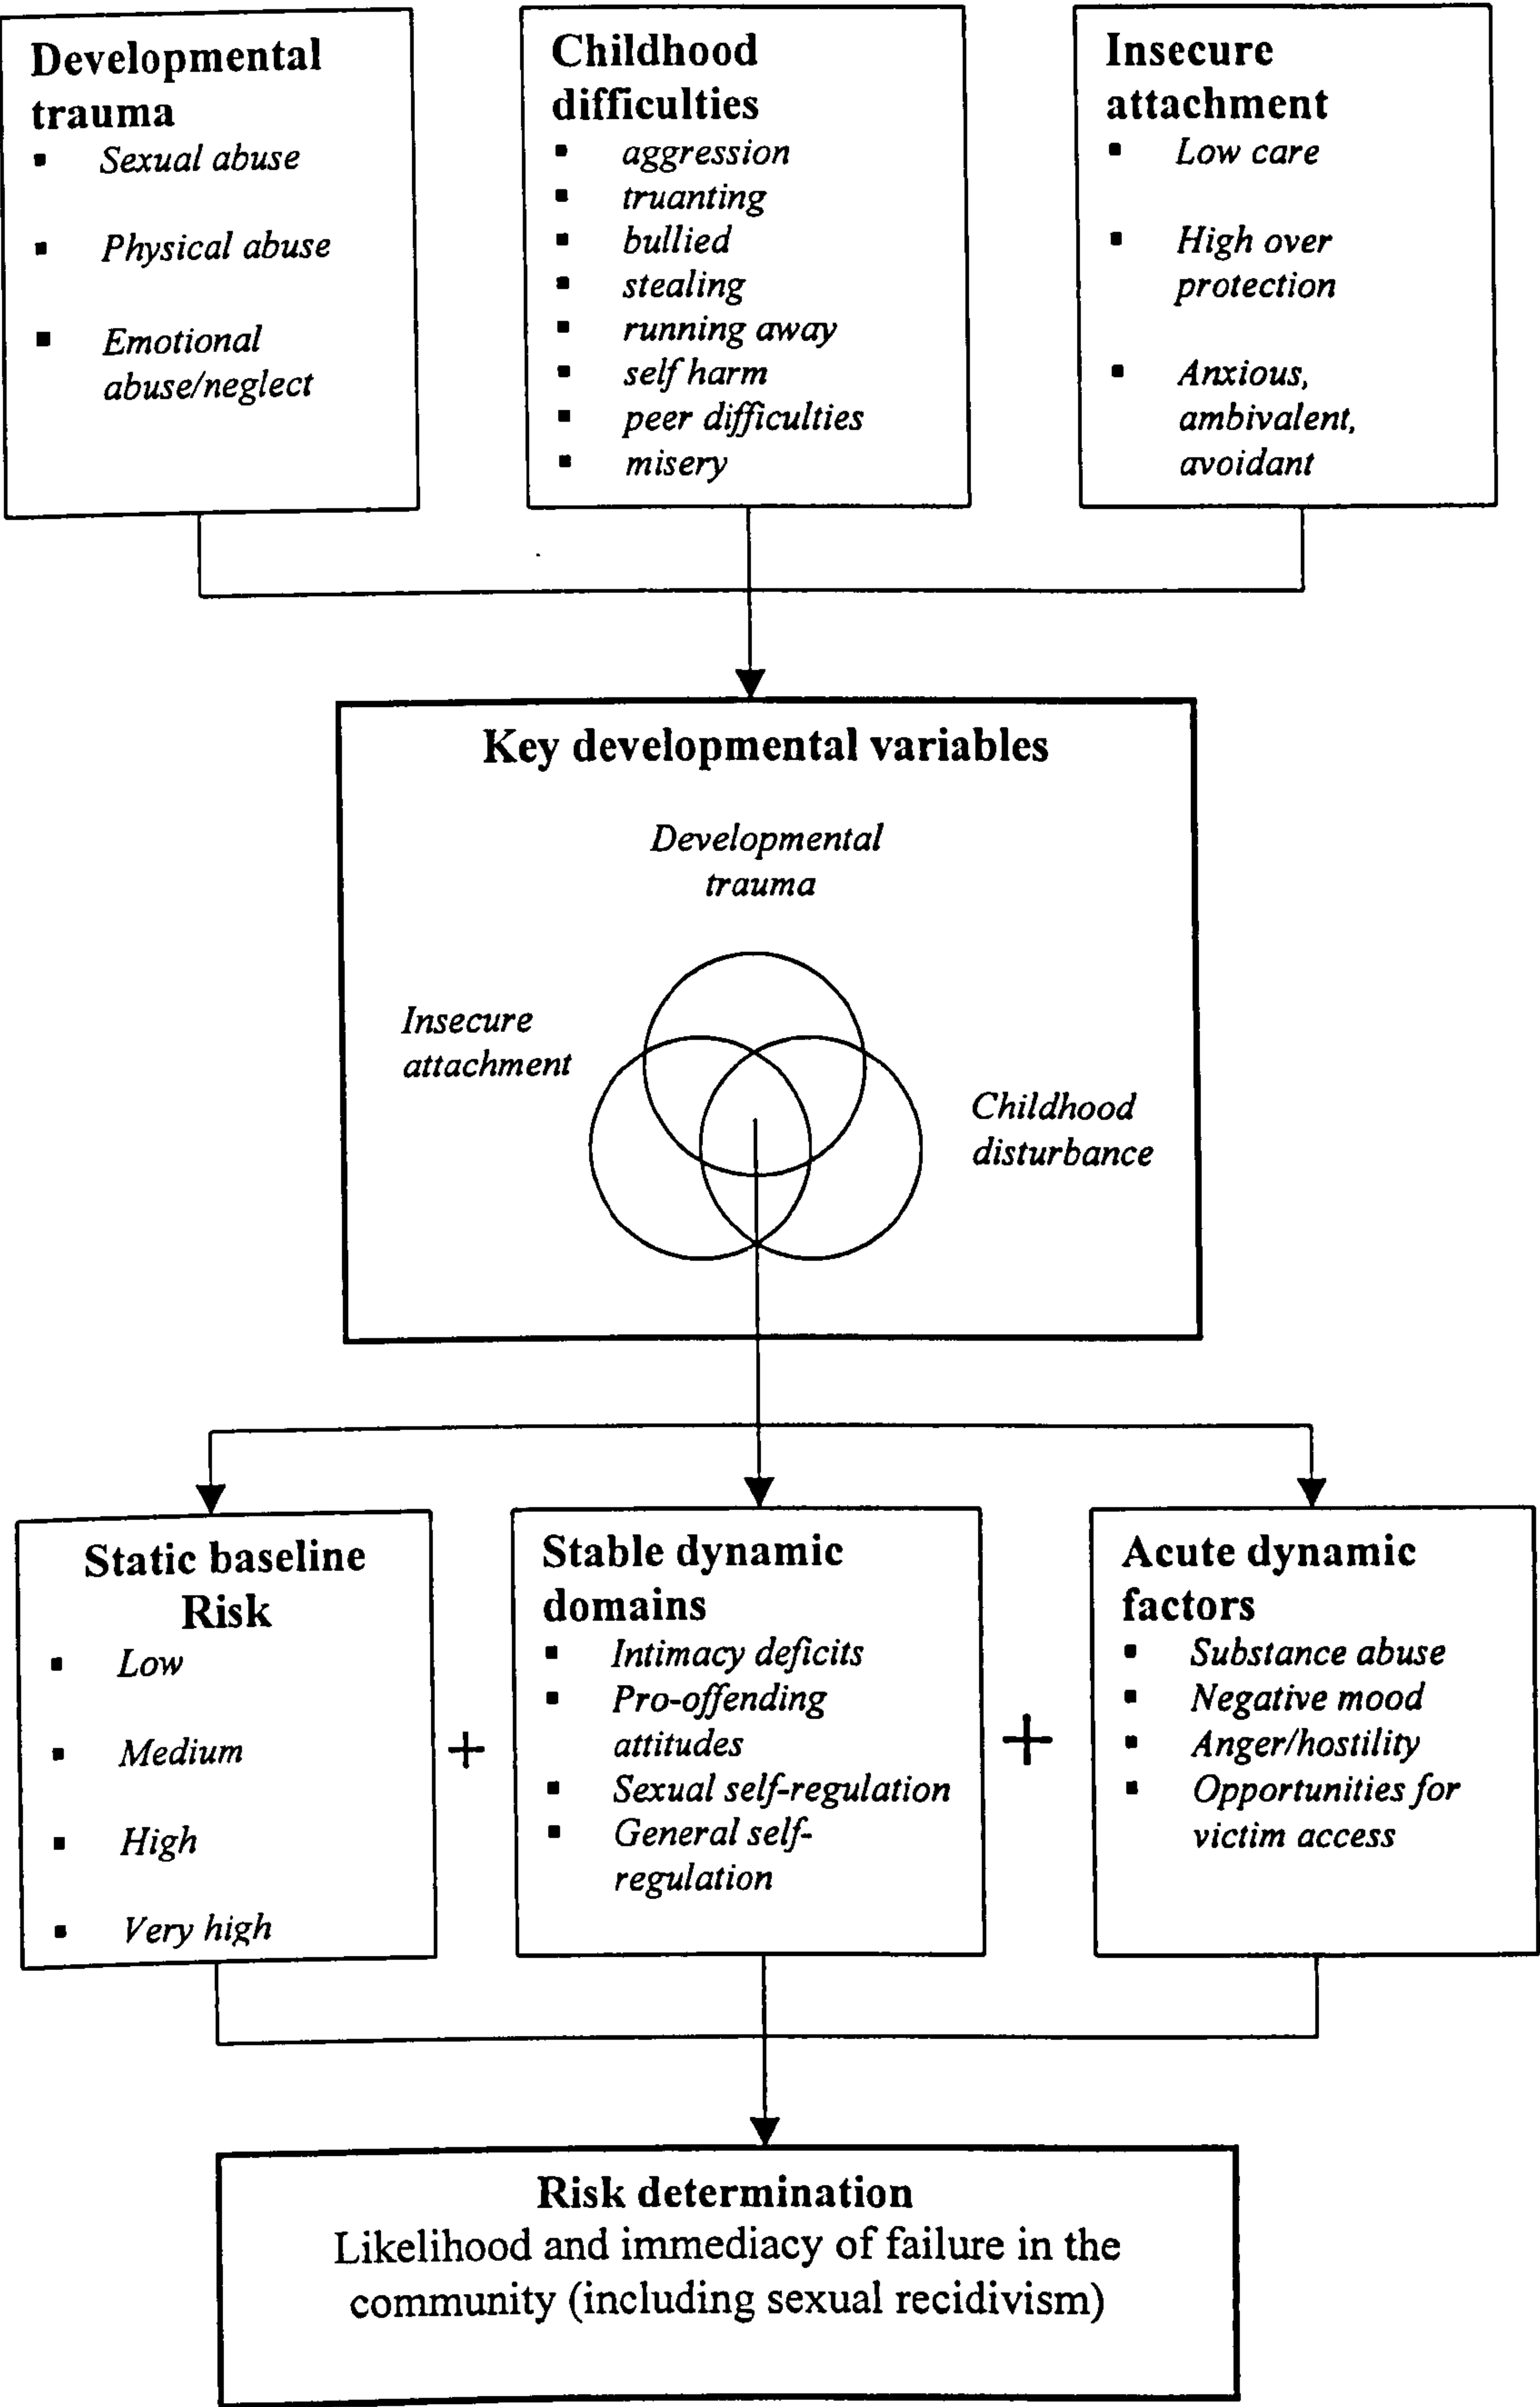 Developmental
trauma
▪ Sexual abuse
▪ Physical abuse
▪ Emotional
abuse/neglect
Childhood
difficulties
▪ aggression
▪ truanting
▪ bullied
▪ stealing
▪ running away
▪ self harm
▪ peer difficulties
▪ misery
Insecure
attachment
▪ Low care
▪ High over
protection
▪ Anxious,
ambivalent,
avoidant
Key developmental variables
Developmental
trauma
Insecure
attachment
Childhood
disturbance
Static baseline
Risk
▪ Low
▪ Medium
▪ High
▪ Very high
+
Stable dynamic
domains
▪ Intimacy deficits
▪ Pro-offending
attitudes
▪ Sexual self-regulation
▪ General self-
regulation
+
Acute dynamic
factors
▪ Substance abuse
▪ Negative mood
▪ Anger/hostility
▪ Opportunities for
victim access
Risk determination
Likelihood and immediacy of failure in the
community (including sexual recidivism)